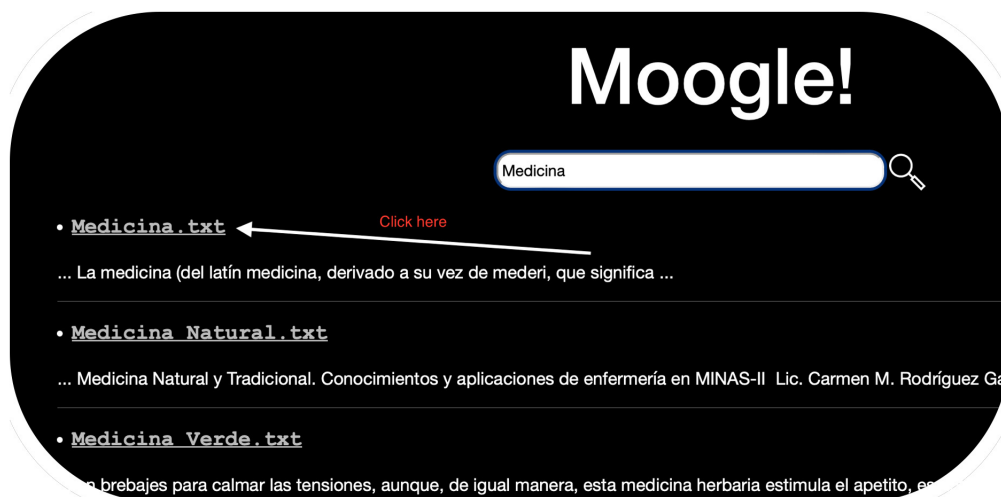 Moogle!
Medicina
Medicina.txt
Click here
... La medicina (del latín medicina, derivado a su vez de mederi, que significa ...
Medicina Natural.txt
... Medicina Natural y Tradicional. Conocimientos y aplicaciones de enfermería en MINAS-II Lic. Carmen M. Rodríguez
Medicina Verde.txt
brebajes para calmar las tensiones, aunque, de igual manera, esta medicina herbaria estimula el apetito,